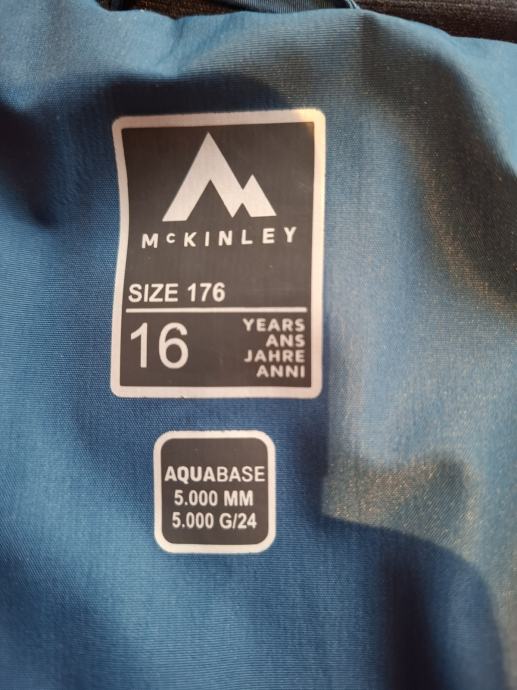 McKINLEY
SIZE 176
16
YEARS
ANS
JAHRE
ANNI
AQUABASE
5.000 MM
5.000 G/24